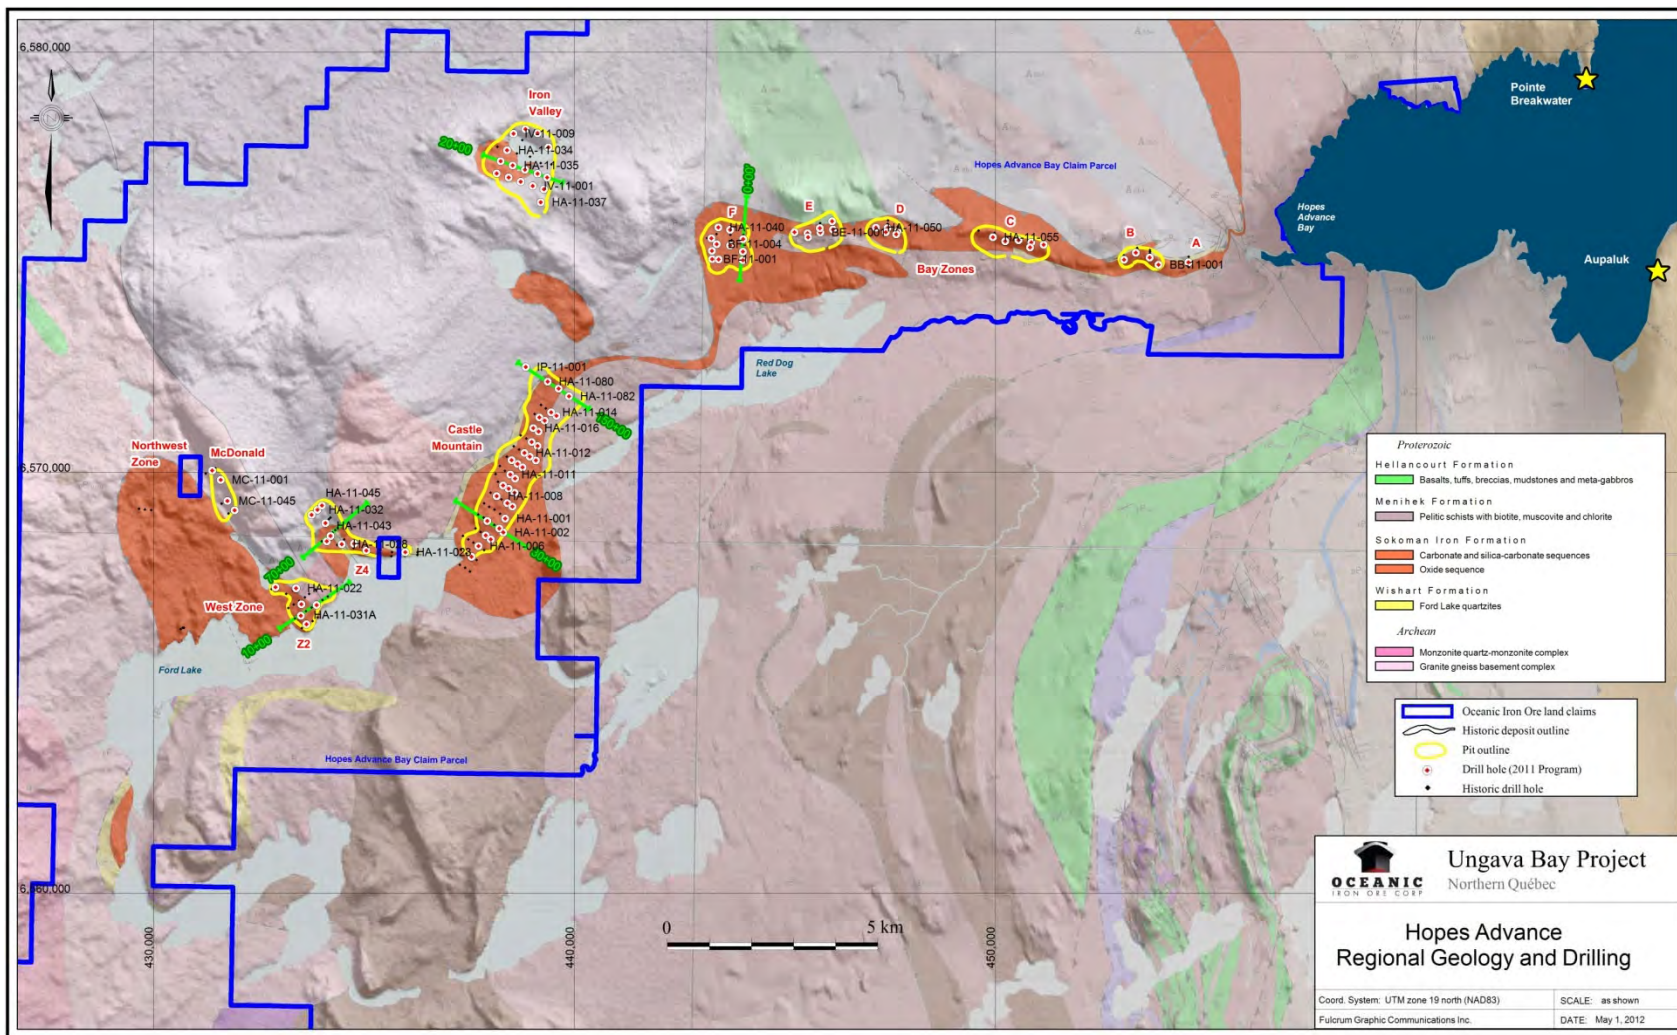 6,580,000
Pointe
Breakwater
Iron
Valley
IV-11-009
HA-11-034
20+00
HA-11-035
IV-11-001
HA-11-037
Hopes Advance Bay Claim Parcel
0+00
Hopes
Advance
Bay
F
E
D
C
B
A
HA-11-040
BF-11-004
BF-11-001
HA-11-050
HA-11-055
BB-11-001
Bay Zones
Aupaluk
Red Dog
Lake
IP-11-001
HA-11-080
HA-11-082
HA-11-014
HA-11-016
Castle
Mountain
HA-11-012
HA-11-011
HA-11-008
HA-11-001
HA-11-002
HA-11-006
Northwest
Zone
McDonald
6,570,000
MC-11-001
MC-11-045
HA-11-045
HA-11-032
HA-11-043
HA-11-023
70+00
Z4
HA-11-022
West Zone
HA-11-031A
10+00
Z2
Ford Lake
Hopes Advance Bay Claim Parcel
430,000
440,000
450,000
0
5 km
Proterozoic
Hellancourt Formation
Basalts, tuffs, breccias, mudstones and meta-gabbros
Menihek Formation
Pelitic schists with biotite, muscovite and chlorite
Sokoman Iron Formation
Carbonate and silica-carbonate sequences
Oxide sequence
Wishart Formation
Ford Lake quartzites
Archean
Monzonite quartz-monzonite complex
Granite gneiss basement complex
Oceanic Iron Ore land claims
Historic deposit outline
Pit outline
Drill hole (2011 Program)
Historic drill hole
OCEANIC
IRON ORE CORP
Ungava Bay Project
Northern Québec
Hopes Advance
Regional Geology and Drilling
Coord. System: UTM zone 19 north (NAD83)
SCALE: as shown
Fulcrum Graphic Communications Inc.
DATE: May 1, 2012